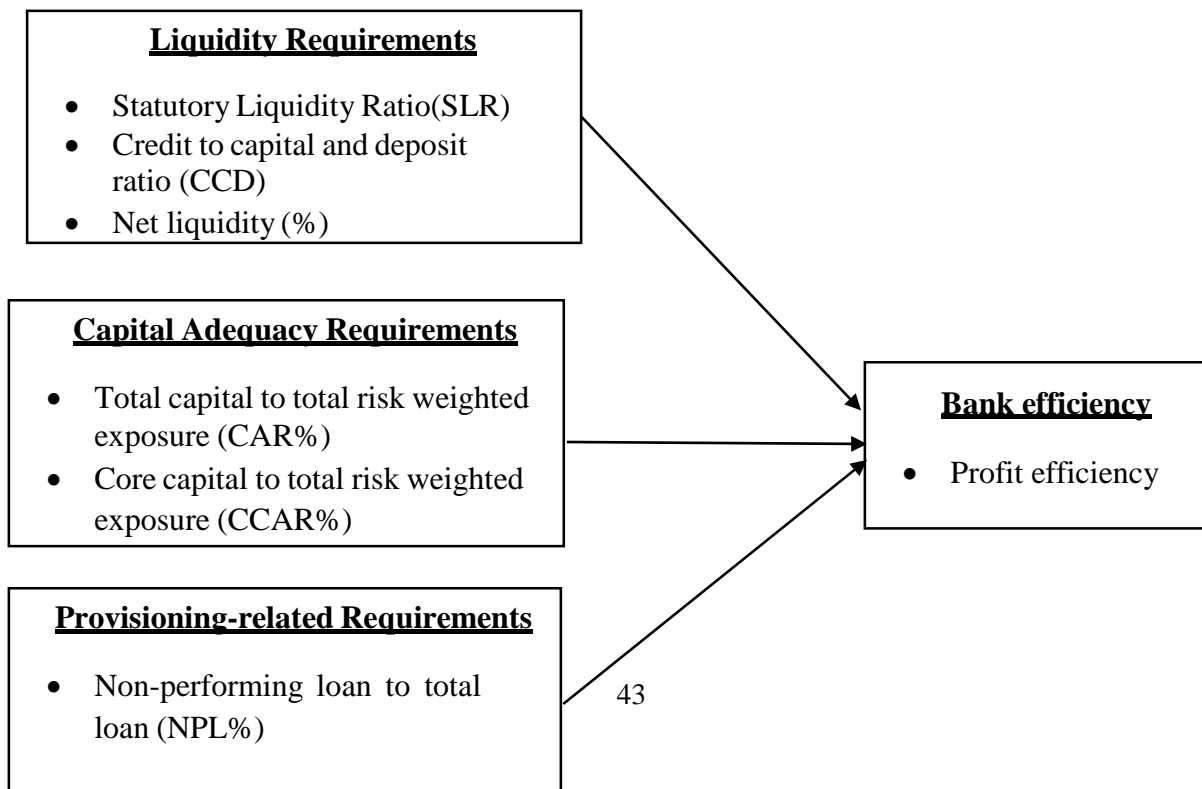 Liquidity Requirements
• Statutory Liquidity Ratio(SLR)
• Credit to capital and deposit
ratio (CCD)
• Net liquidity (%)
Capital Adequacy Requirements
• Total capital to total risk weighted
exposure (CAR%)
• Core capital to total risk weighted
exposure (CCAR%)
Bank efficiency
• Profit efficiency
Provisioning-related Requirements
• Non-performing loan to total
loan (NPL%)
43